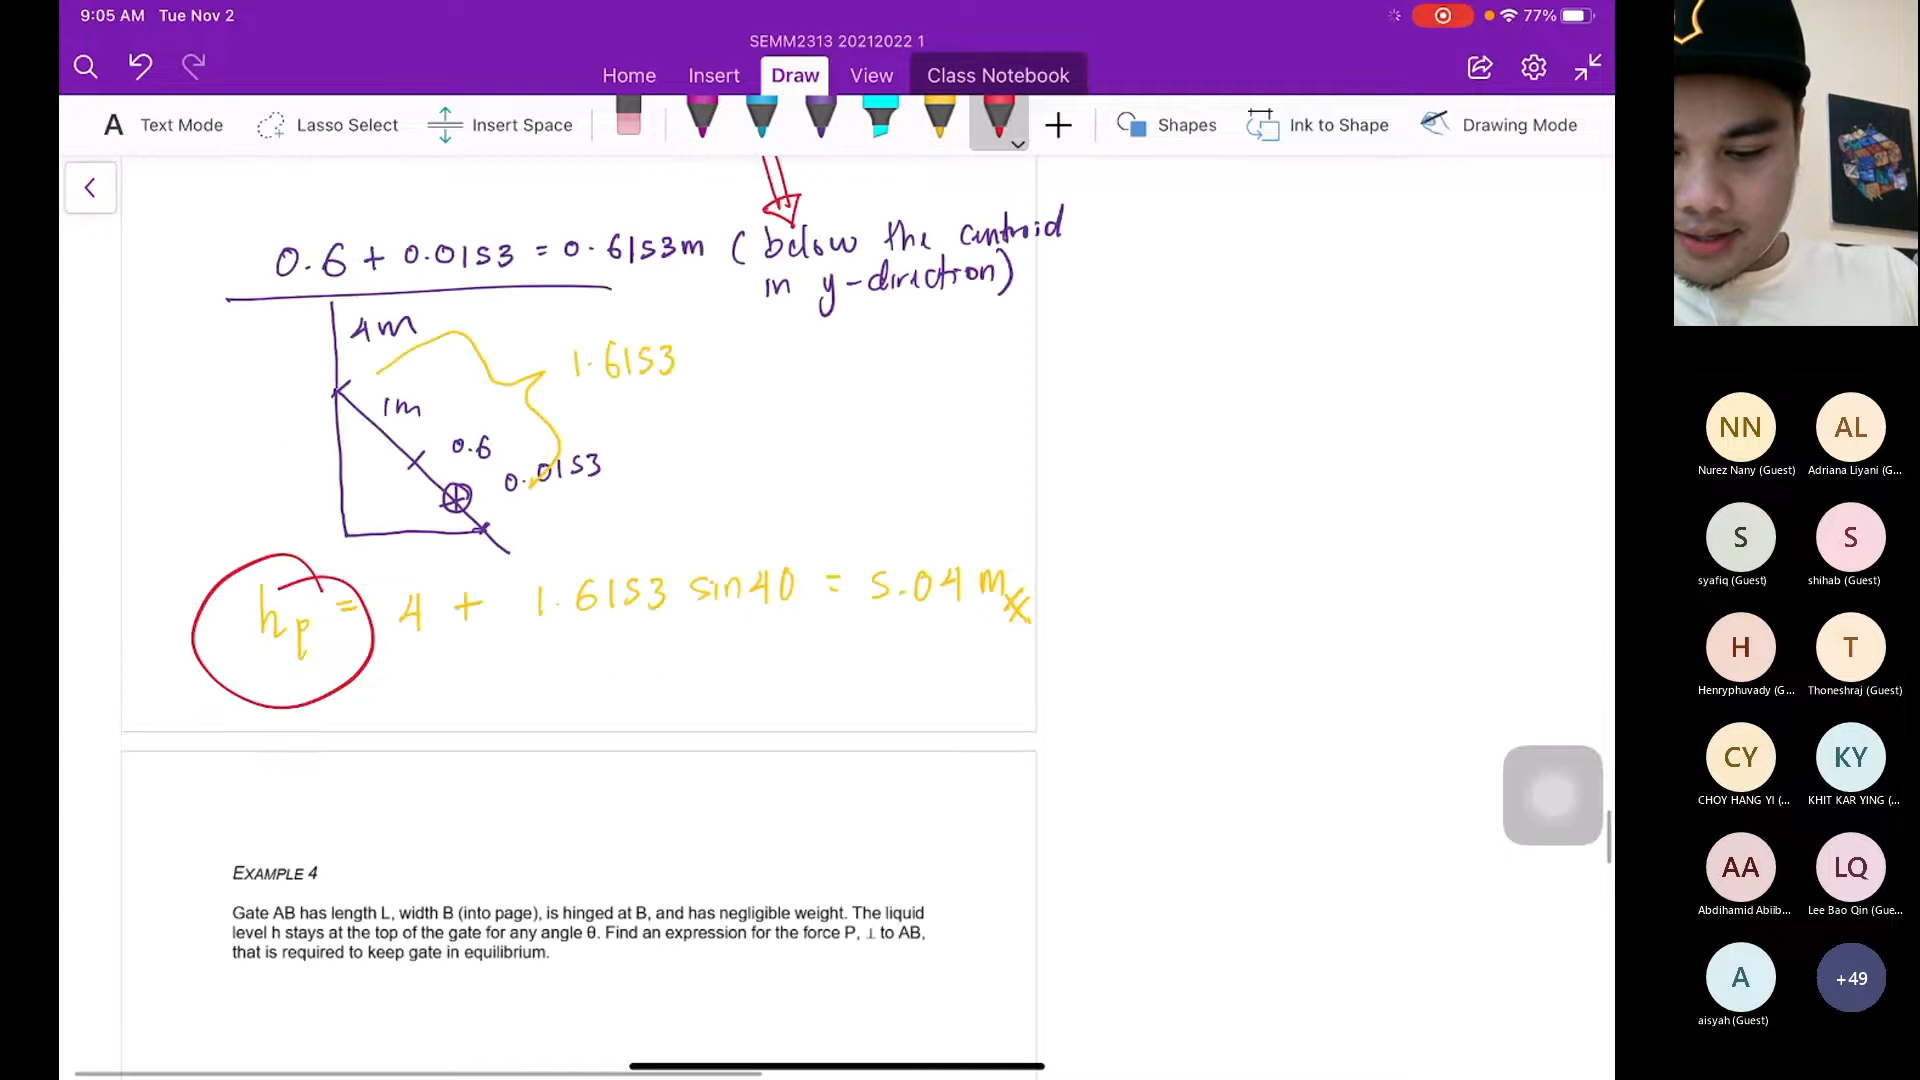 9:05 AM Tue Nov 2
77%
SEMM2313 20212022 1
Home Insert Draw View Class Notebook
A Text Mode Lasso Select Insert Space Shapes Ink to Shape Drawing Mode
0.6 + 0.0153 = 0.6153m ( below the centroid
in y-direction)
4m
1.6153
1m
0.6
0.0153
hp = 4 + 1.6153 sin40 = 5.04 m
EXAMPLE 4
Gate AB has length L, width B (into page), is hinged at B, and has negligible weight. The liquid
level h stays at the top of the gate for any angle θ. Find an expression for the force P, ⊥ to AB,
that is required to keep gate in equilibrium.
NN AL
Nurez Nany (Guest) Adriana Liyani (G...
S S
syafiq (Guest) shihab (Guest)
H T
Henryphuvady (G... Thoneshraj (Guest)
CY KY
CHOY HANG YI (... KHIT KAR YING (...
AA LQ
Abdihamid Abiib... Lee Bao Qin (Gue...
A +49
aisyah (Guest)